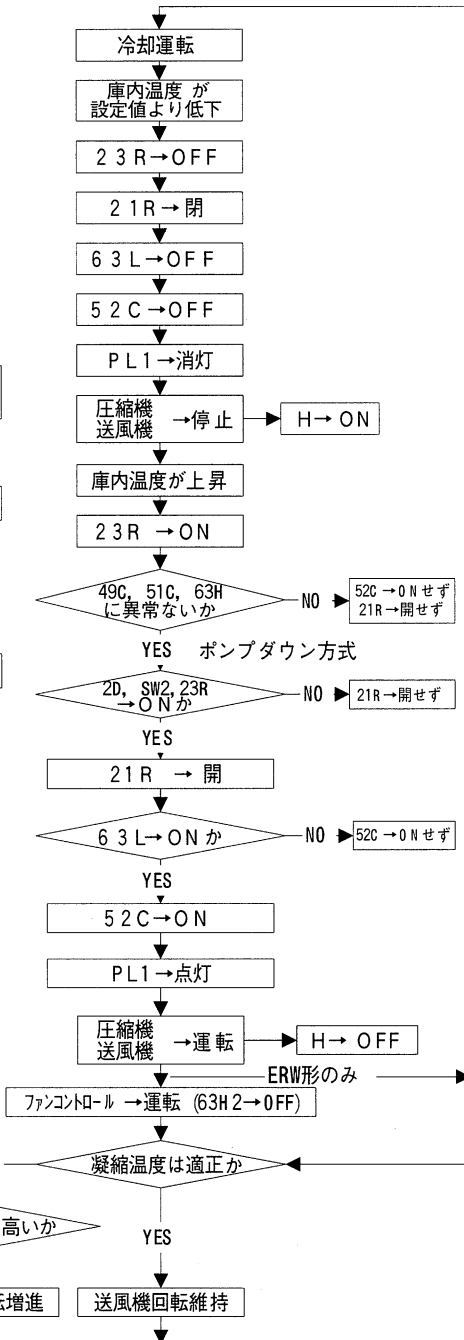 冷却運転
庫内温度 が
設定値より低下
23R→OFF
21R→閉
63L→OFF
52C→OFF
PL1→消灯
圧縮機
送風機 →停止
H→ON
庫内温度が上昇
23R →ON
49C, 51C, 63H
に異常ないか
NO
52C→ONせず
21R→開せず
YES ポンプダウン方式
2D, SW2,23R
→ONか
NO
21R→開せず
YES
21R → 開
63L→ONか
NO
52C→ONせず
YES
52C→ON
PL1→点灯
圧縮機
送風機 →運転
H→ OFF
ERW形のみ
ファンコントロール →運転 (63H2→OFF)
凝縮温度は適正か
高いか
YES
転増進
送風機回転維持